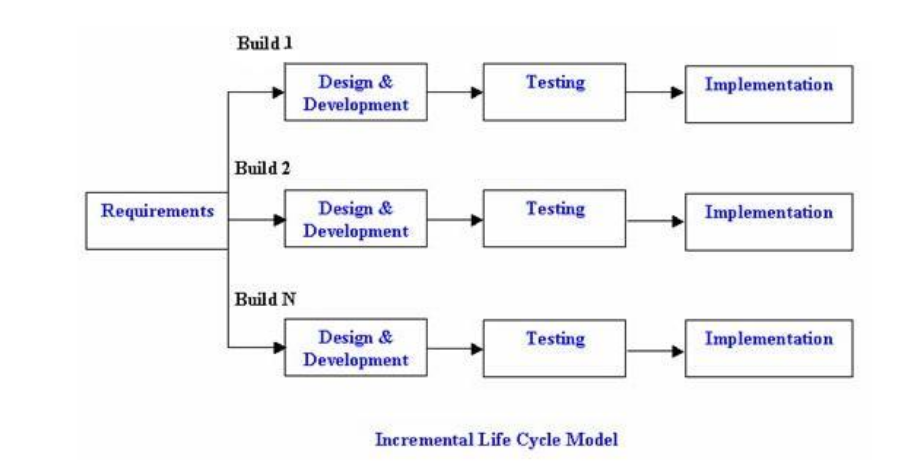 Build 1
Design &
Development
Testing
Implementation
Build 2
Requirements
Design &
Development
Testing
Implementation
Build N
Design &
Development
Testing
Implementation
Incremental Life Cycle Model